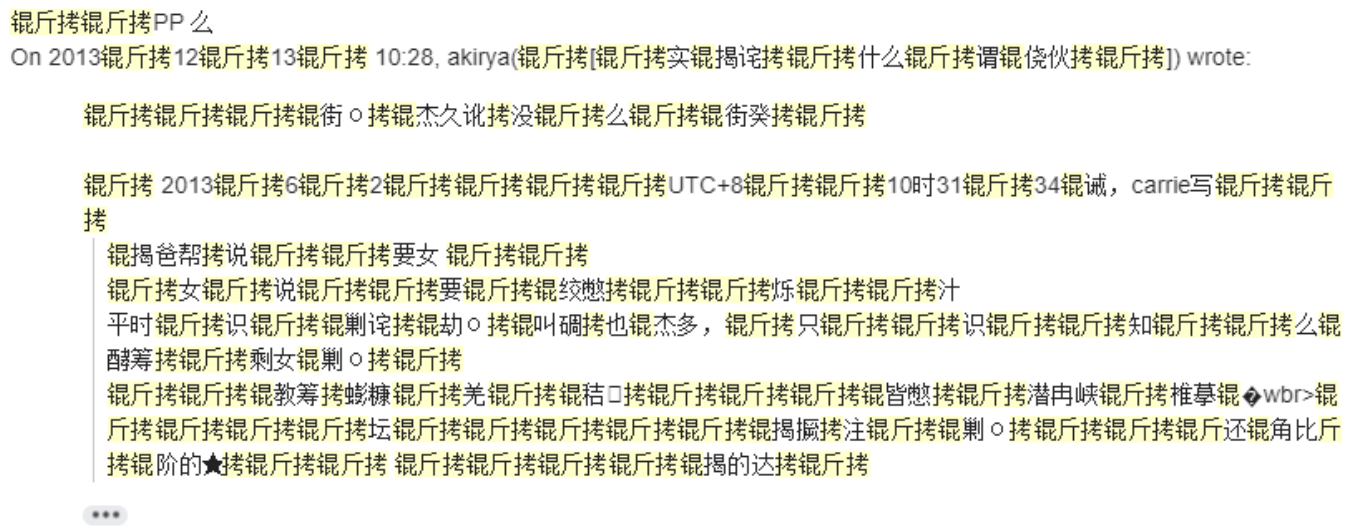 锟斤拷锟斤拷PP 么
On 2013锟斤拷12锟斤拷13锟斤拷 10:28, akirya(锟斤拷[锟斤拷实锟揭诧拷锟斤拷什么锟斤拷谓锟侥伙拷锟斤拷]) wrote:
锟斤拷锟斤拷锟斤拷锟街○拷锟杰久讹拷没锟斤拷么锟斤拷锟街癸拷锟斤拷
锟斤拷 2013锟斤拷6锟斤拷2锟斤拷锟斤拷锟斤拷锟斤拷UTC+8锟斤拷锟斤拷10时31锟斤拷34锟诫，carrie写锟斤拷锟斤
拷
锟揭爸帮拷说锟斤拷锟斤拷要女 锟斤拷锟斤拷
锟斤拷女锟斤拷说锟斤拷锟斤拷要锟斤拷锟绞憋拷锟斤拷锟斤拷烁锟斤拷锟斤拷汁
平时锟斤拷识锟斤拷锟剿诧拷锟劫○拷锟叫碉拷也锟杰多，锟斤拷只锟斤拷锟斤拷识锟斤拷锟斤拷知锟斤拷锟斤拷么锟
酵筹拷锟斤拷剩女锟剿○拷锟斤拷
锟斤拷锟斤拷锟教筹拷蟛糠锟斤拷羌锟斤拷锟秸□拷锟斤拷锟斤拷锟斤拷锟皆憋拷锟斤拷潜冉峡锟斤拷椎摹锟�wbr>锟
斤拷锟斤拷锟斤拷锟斤拷坛锟斤拷锟斤拷锟斤拷锟斤拷锟斤拷锟揭撅拷注锟斤拷锟剿○拷锟斤拷锟斤拷锟斤还锟角比斤
拷锟阶的★拷锟斤拷锟斤拷 锟斤拷锟斤拷锟斤拷锟斤拷锟揭的达拷锟斤拷